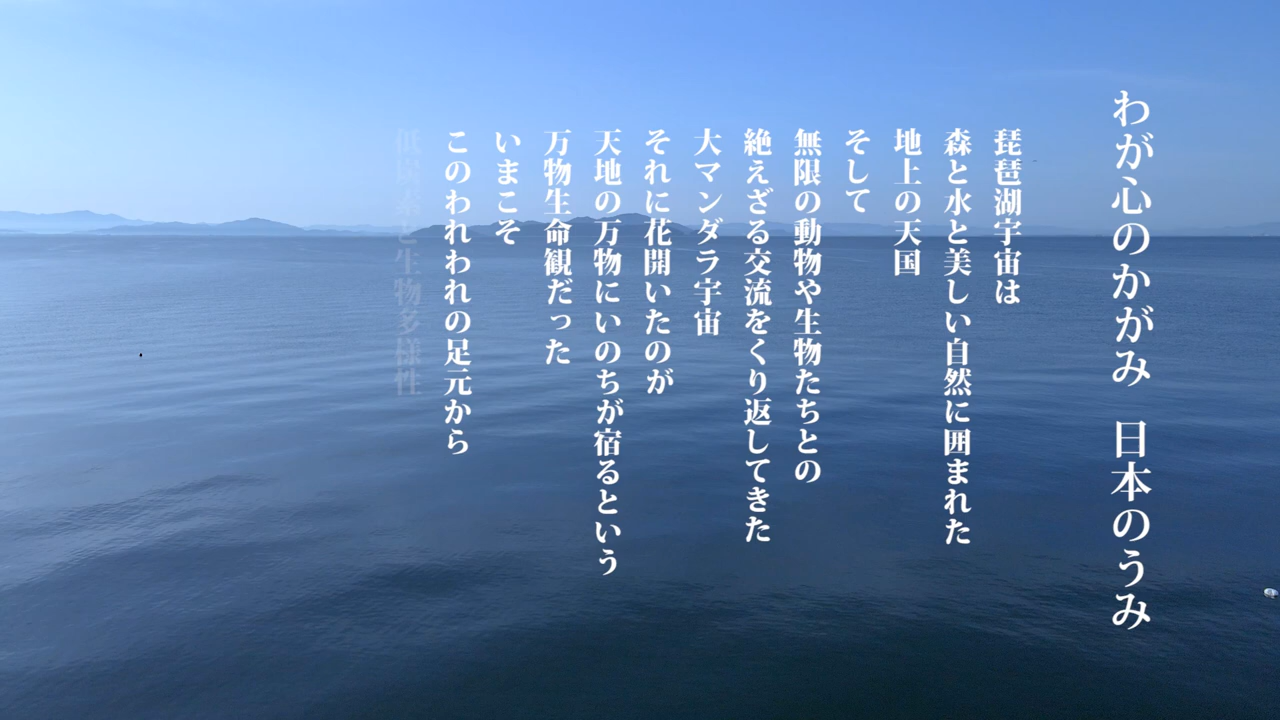 わが心のかがみ　日本のうみ
琵琶湖宇宙は
森と水と美しい自然に囲まれた
地上の天国
そして
無限の動物や生物たちとの
絶えざる交流をくり返してきた
大マンダラ宇宙
それに花開いたのが
天地の万物にいのちが宿るという
万物生命観だった
いまこそ
このわれわれの足元から
低炭素と生物多様性